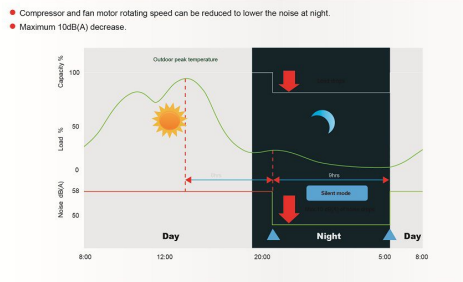 Compressor and fan motor rotating speed can be reduced to lower the noise at night.
Maximum 10dB(A) decrease.
Outdoor peak temperature
Capacity %
100
50
Load %
0
9hrs
58
Silent mode
Noise dB(A)
50
Day
Night
Day
8:00
12:00
20:00
5:00
8:00